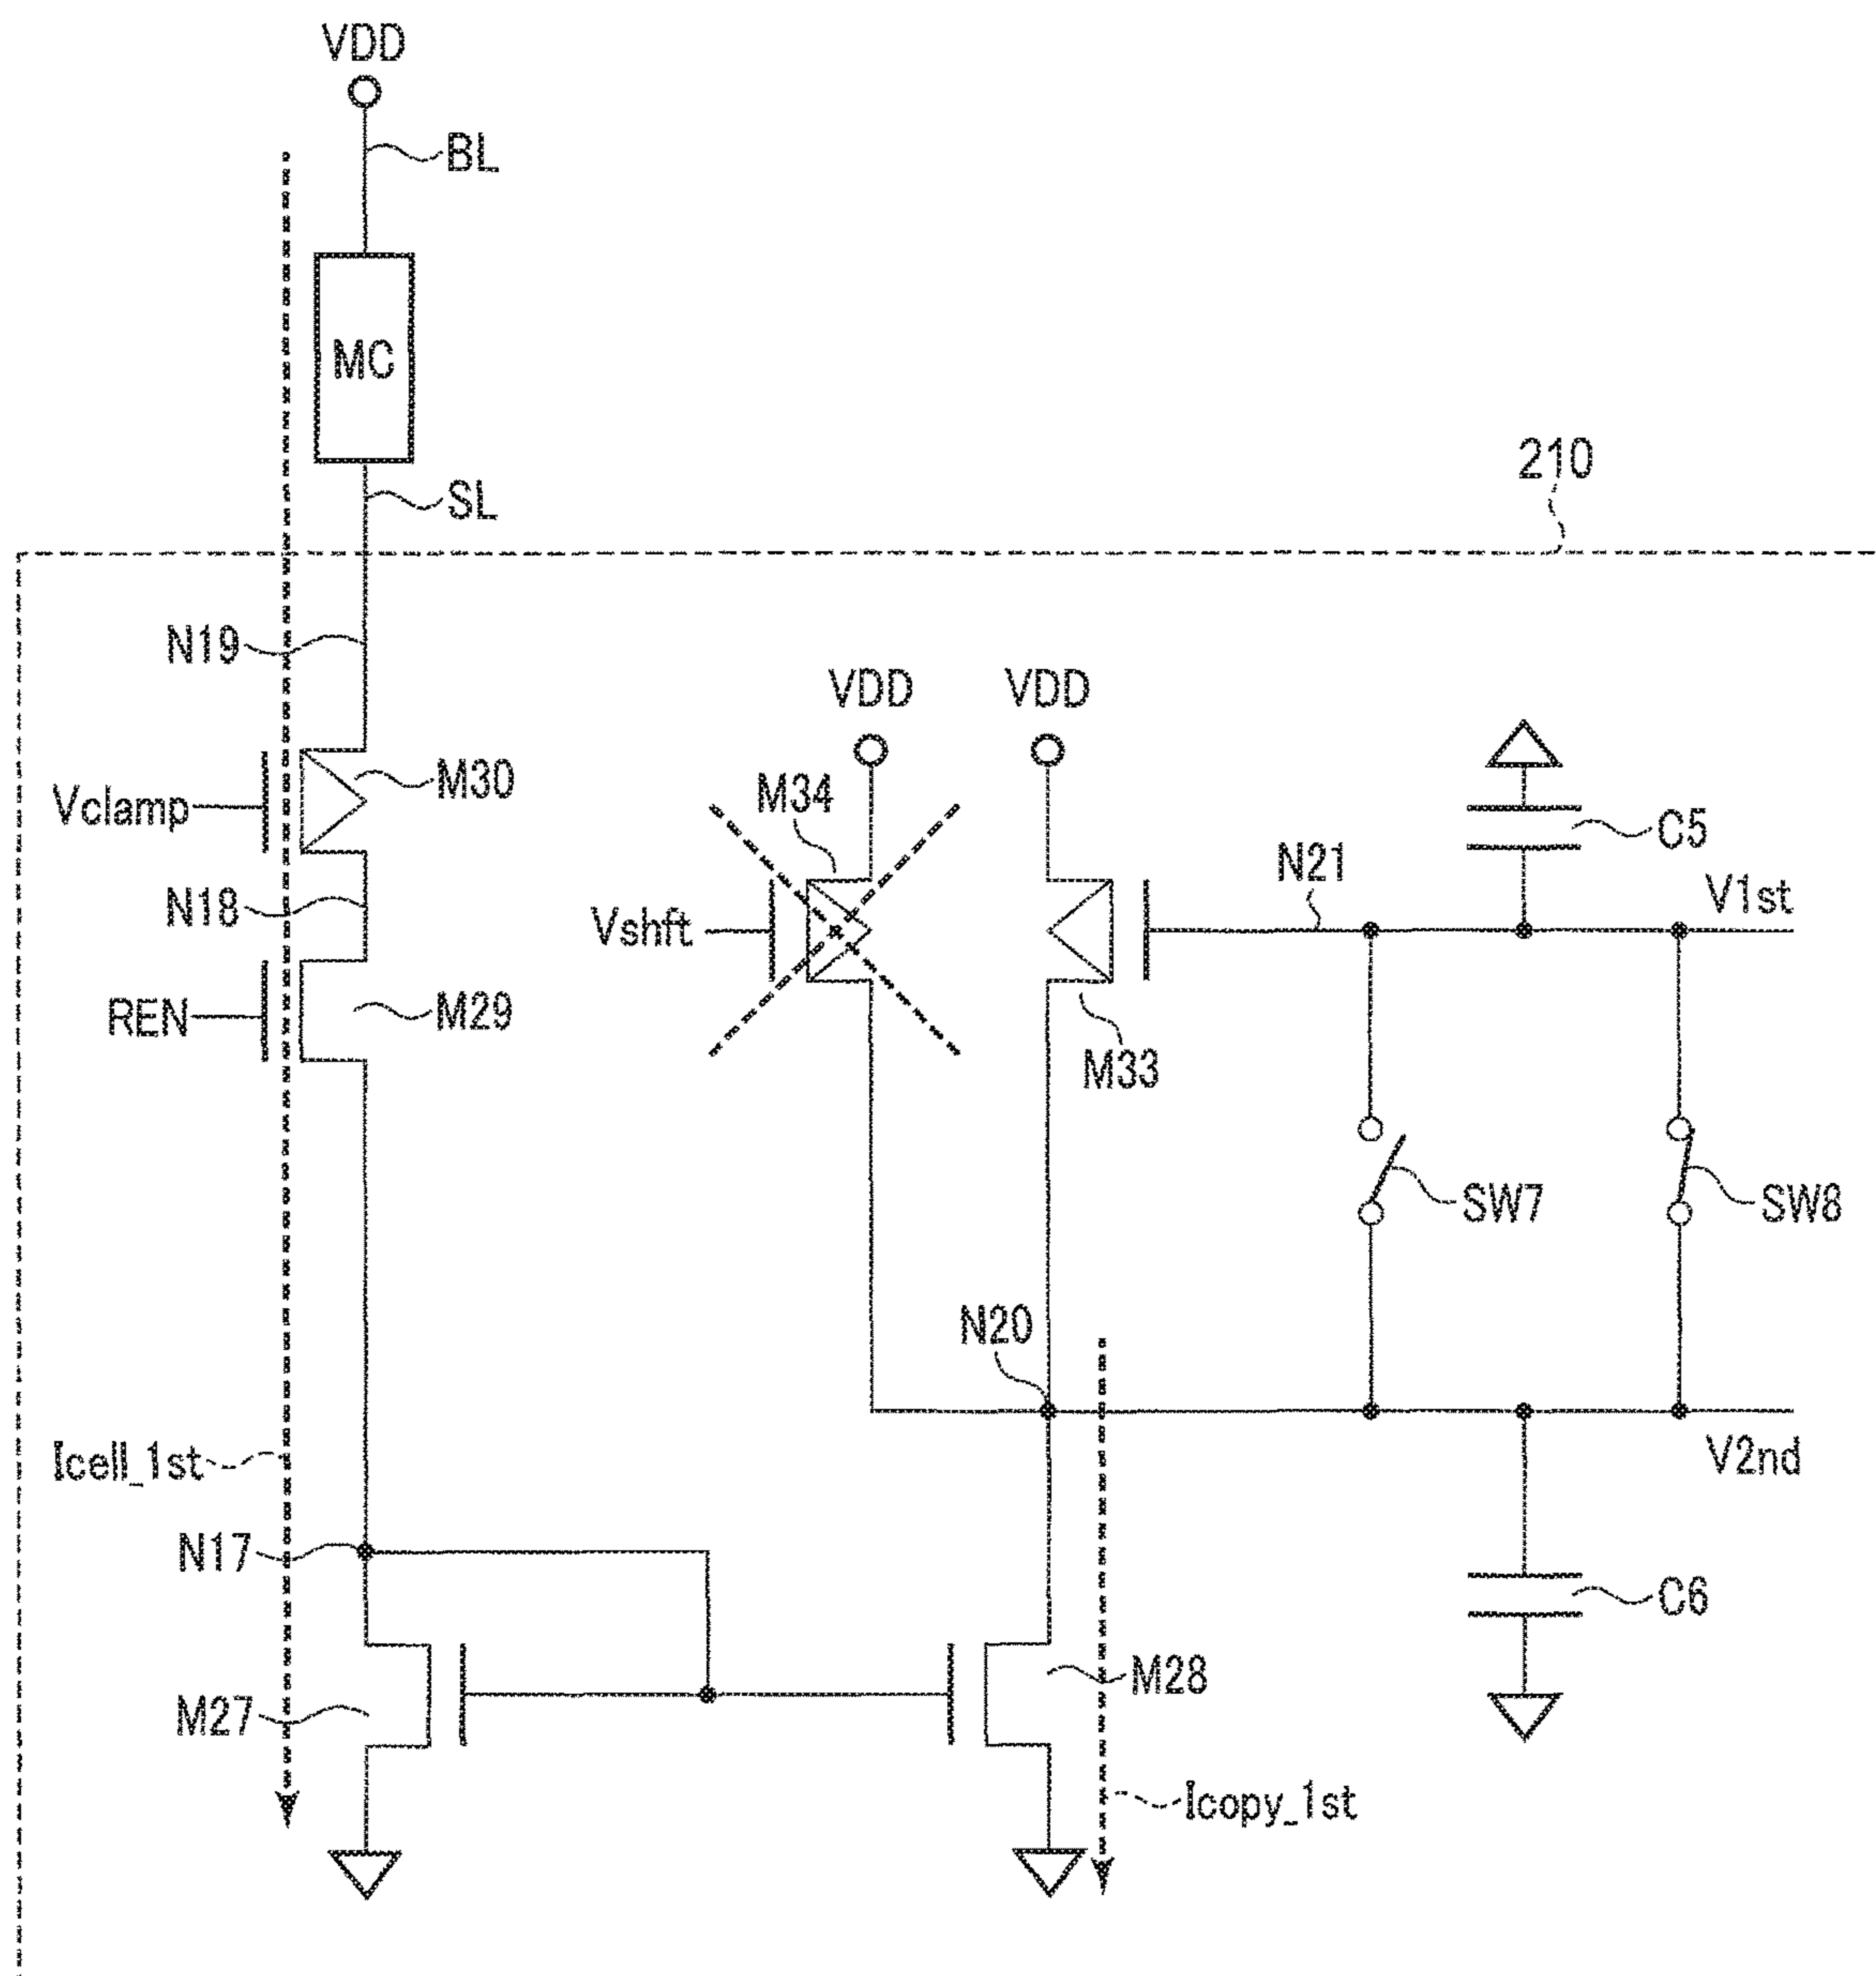 VDD
BL
MC
SL
210
N19
VDD
VDD
M30
Vclamp
M34
C5
N21
V1st
N18
Vshft
REN
M29
M33
SW7
SW8
N20
Icell_1st
V2nd
N17
C6
M28
M27
Icopy_1st